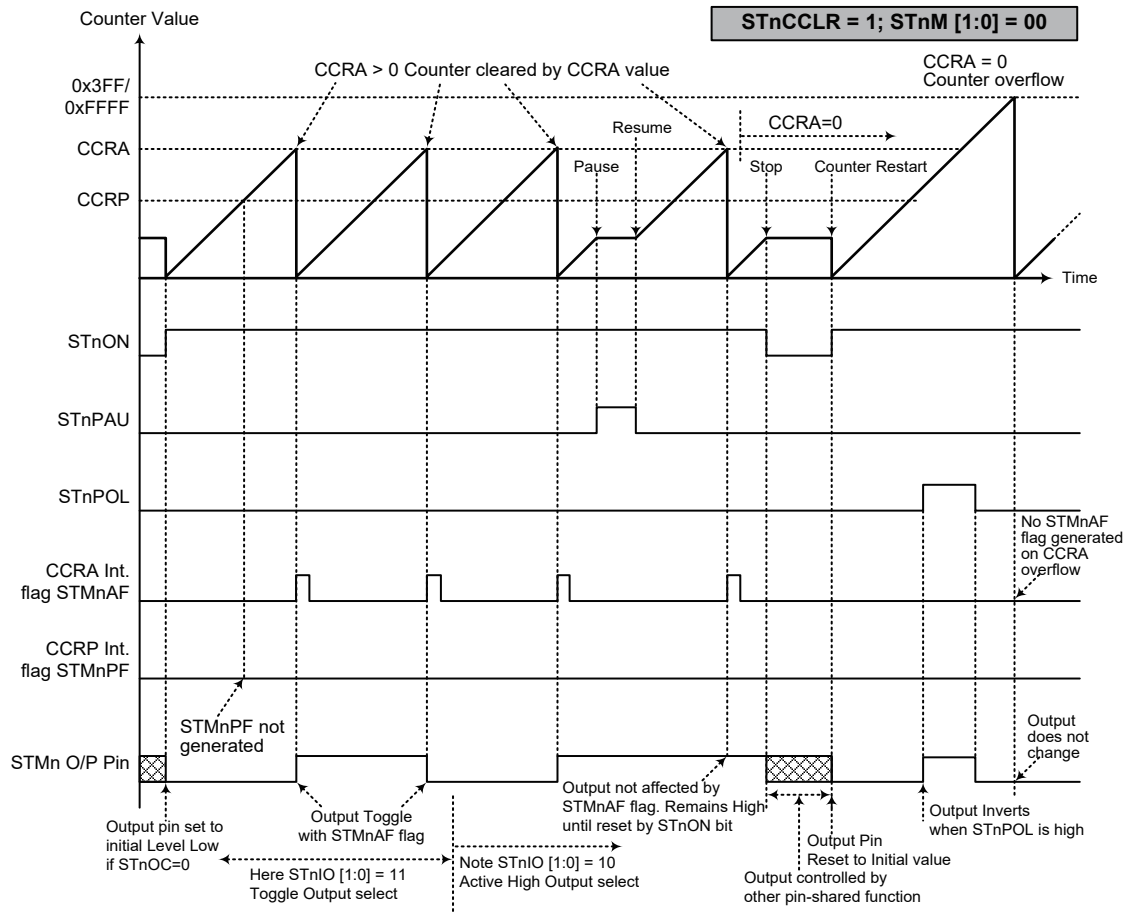 Counter Value
STnCCLR = 1; STnM [1:0] = 00
0x3FF/
0xFFFF
CCRA > 0 Counter cleared by CCRA value
CCRA = 0
Counter overflow
Resume
CCRA=0
CCRA
Pause
Stop
Counter Restart
CCRP
Time
STnON
STnPAU
STnPOL
No STMnAF
flag generated
on CCRA
overflow
CCRA Int.
flag STMnAF
CCRP Int.
flag STMnPF
STMnPF not
generated
Output
does not
change
STMn O/P Pin
Output pin set to
initial Level Low
if STnOC=0
Output Toggle
with STMnAF flag
Output not affected by
STMnAF flag. Remains High
until reset by STnON bit
Output Inverts
when STnPOL is high
Output Pin
Reset to Initial value
Here STnIO [1:0] = 11
Toggle Output select
Note STnIO [1:0] = 10
Active High Output select
Output controlled by
other pin-shared function